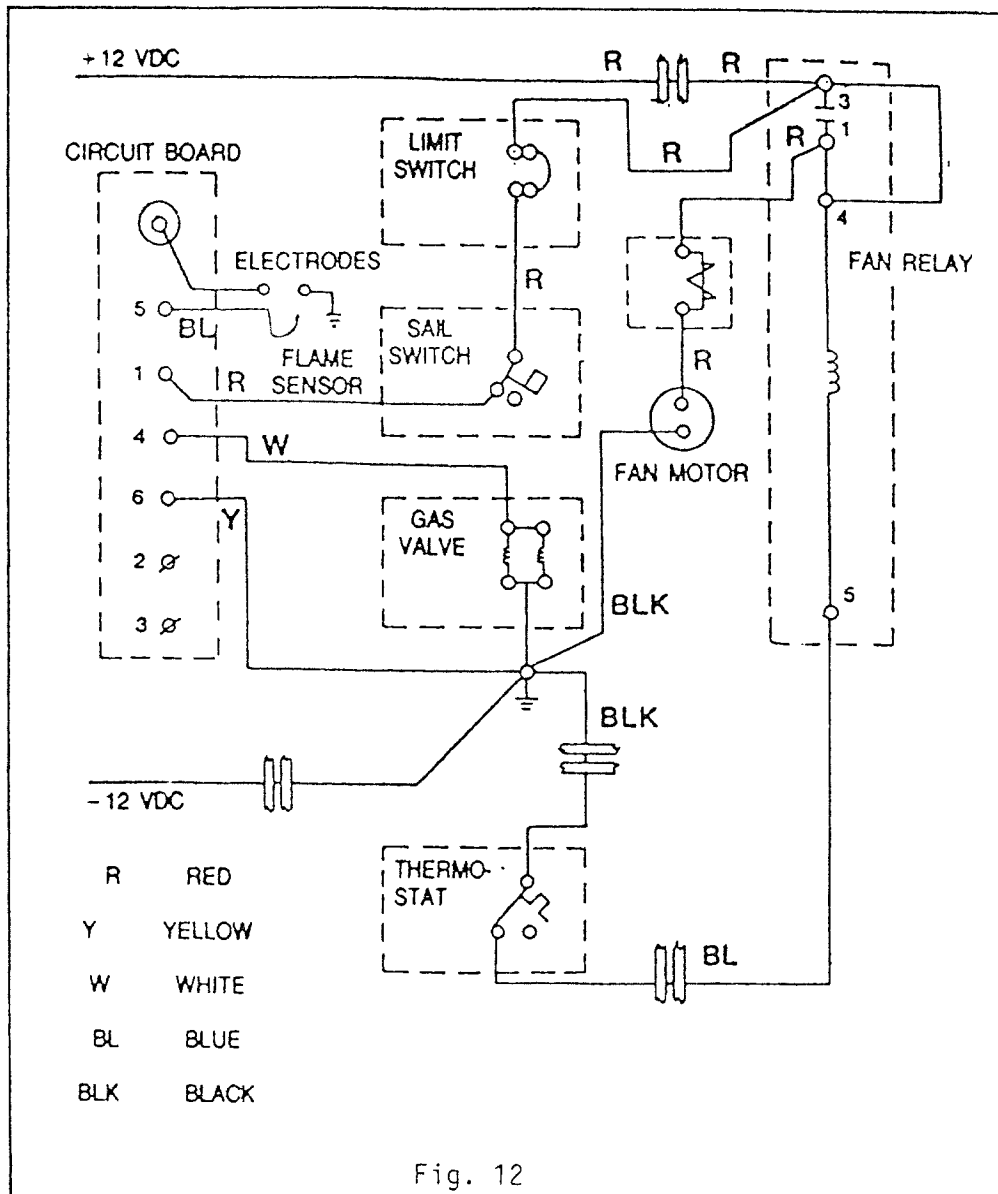 +12 VDC
R
R
3
1
R
R
4
FAN RELAY
5
CIRCUIT BOARD
5
1
4
6
2
3
ELECTRODES
BL
FLAME
SENSOR
R
W
Y
LIMIT
SWITCH
R
SAIL
SWITCH
GAS
VALVE
R
FAN MOTOR
BLK
BLK
-12 VDC
THERMO-
STAT
BL
R RED
Y YELLOW
W WHITE
BL BLUE
BLK BLACK
Fig. 12